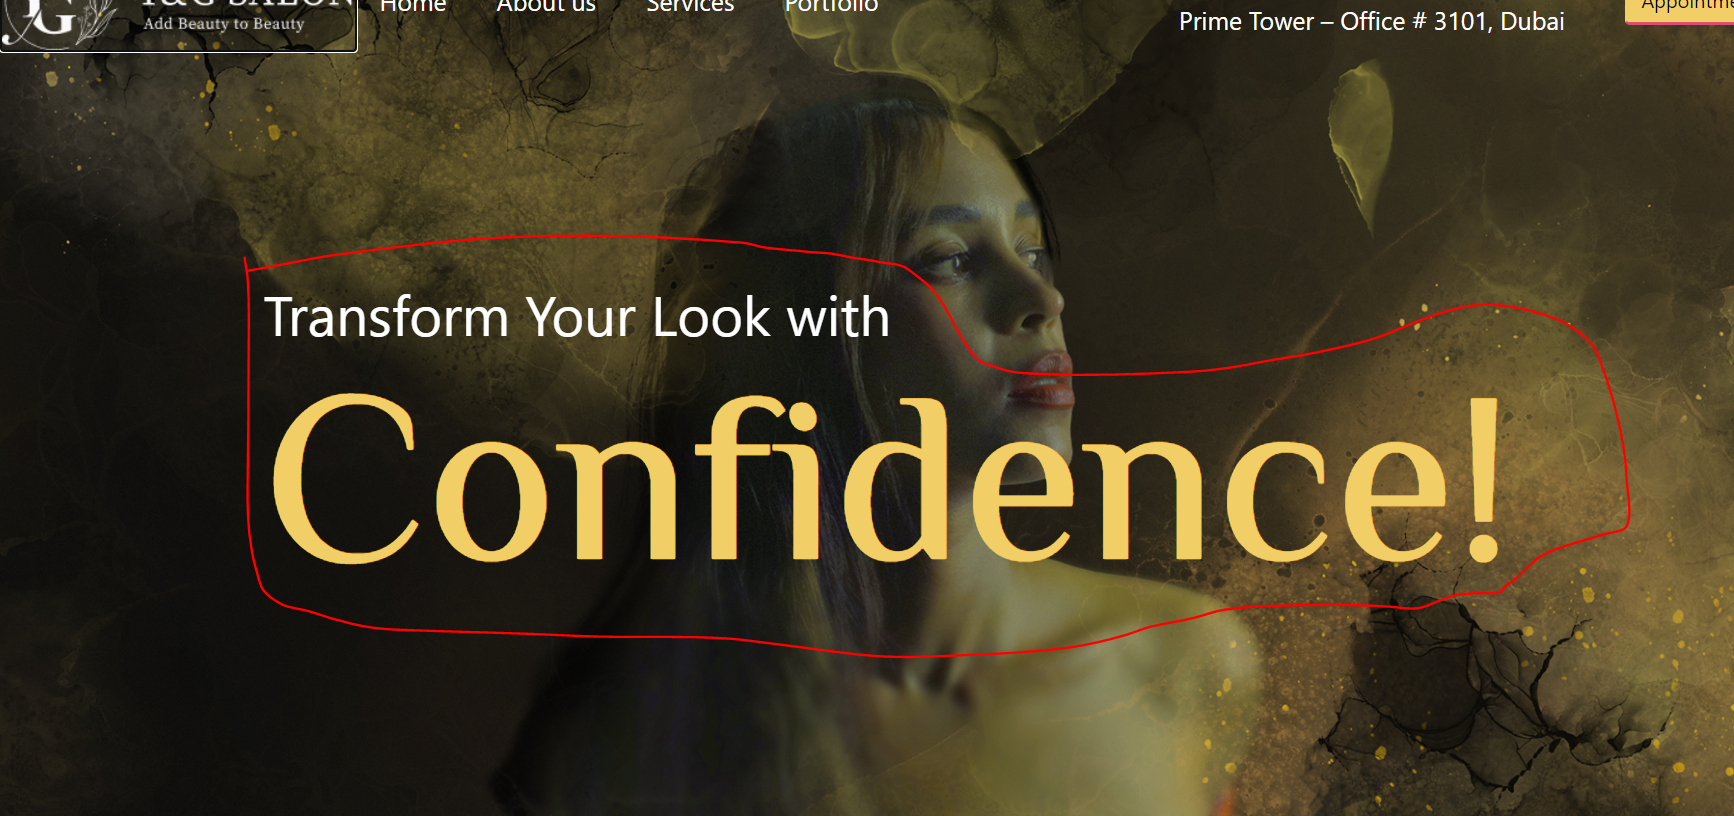 Add Beauty to Beauty
Home About us Services Portfolio
Prime Tower – Office # 3101, Dubai
Transform Your Look with
Confidence!